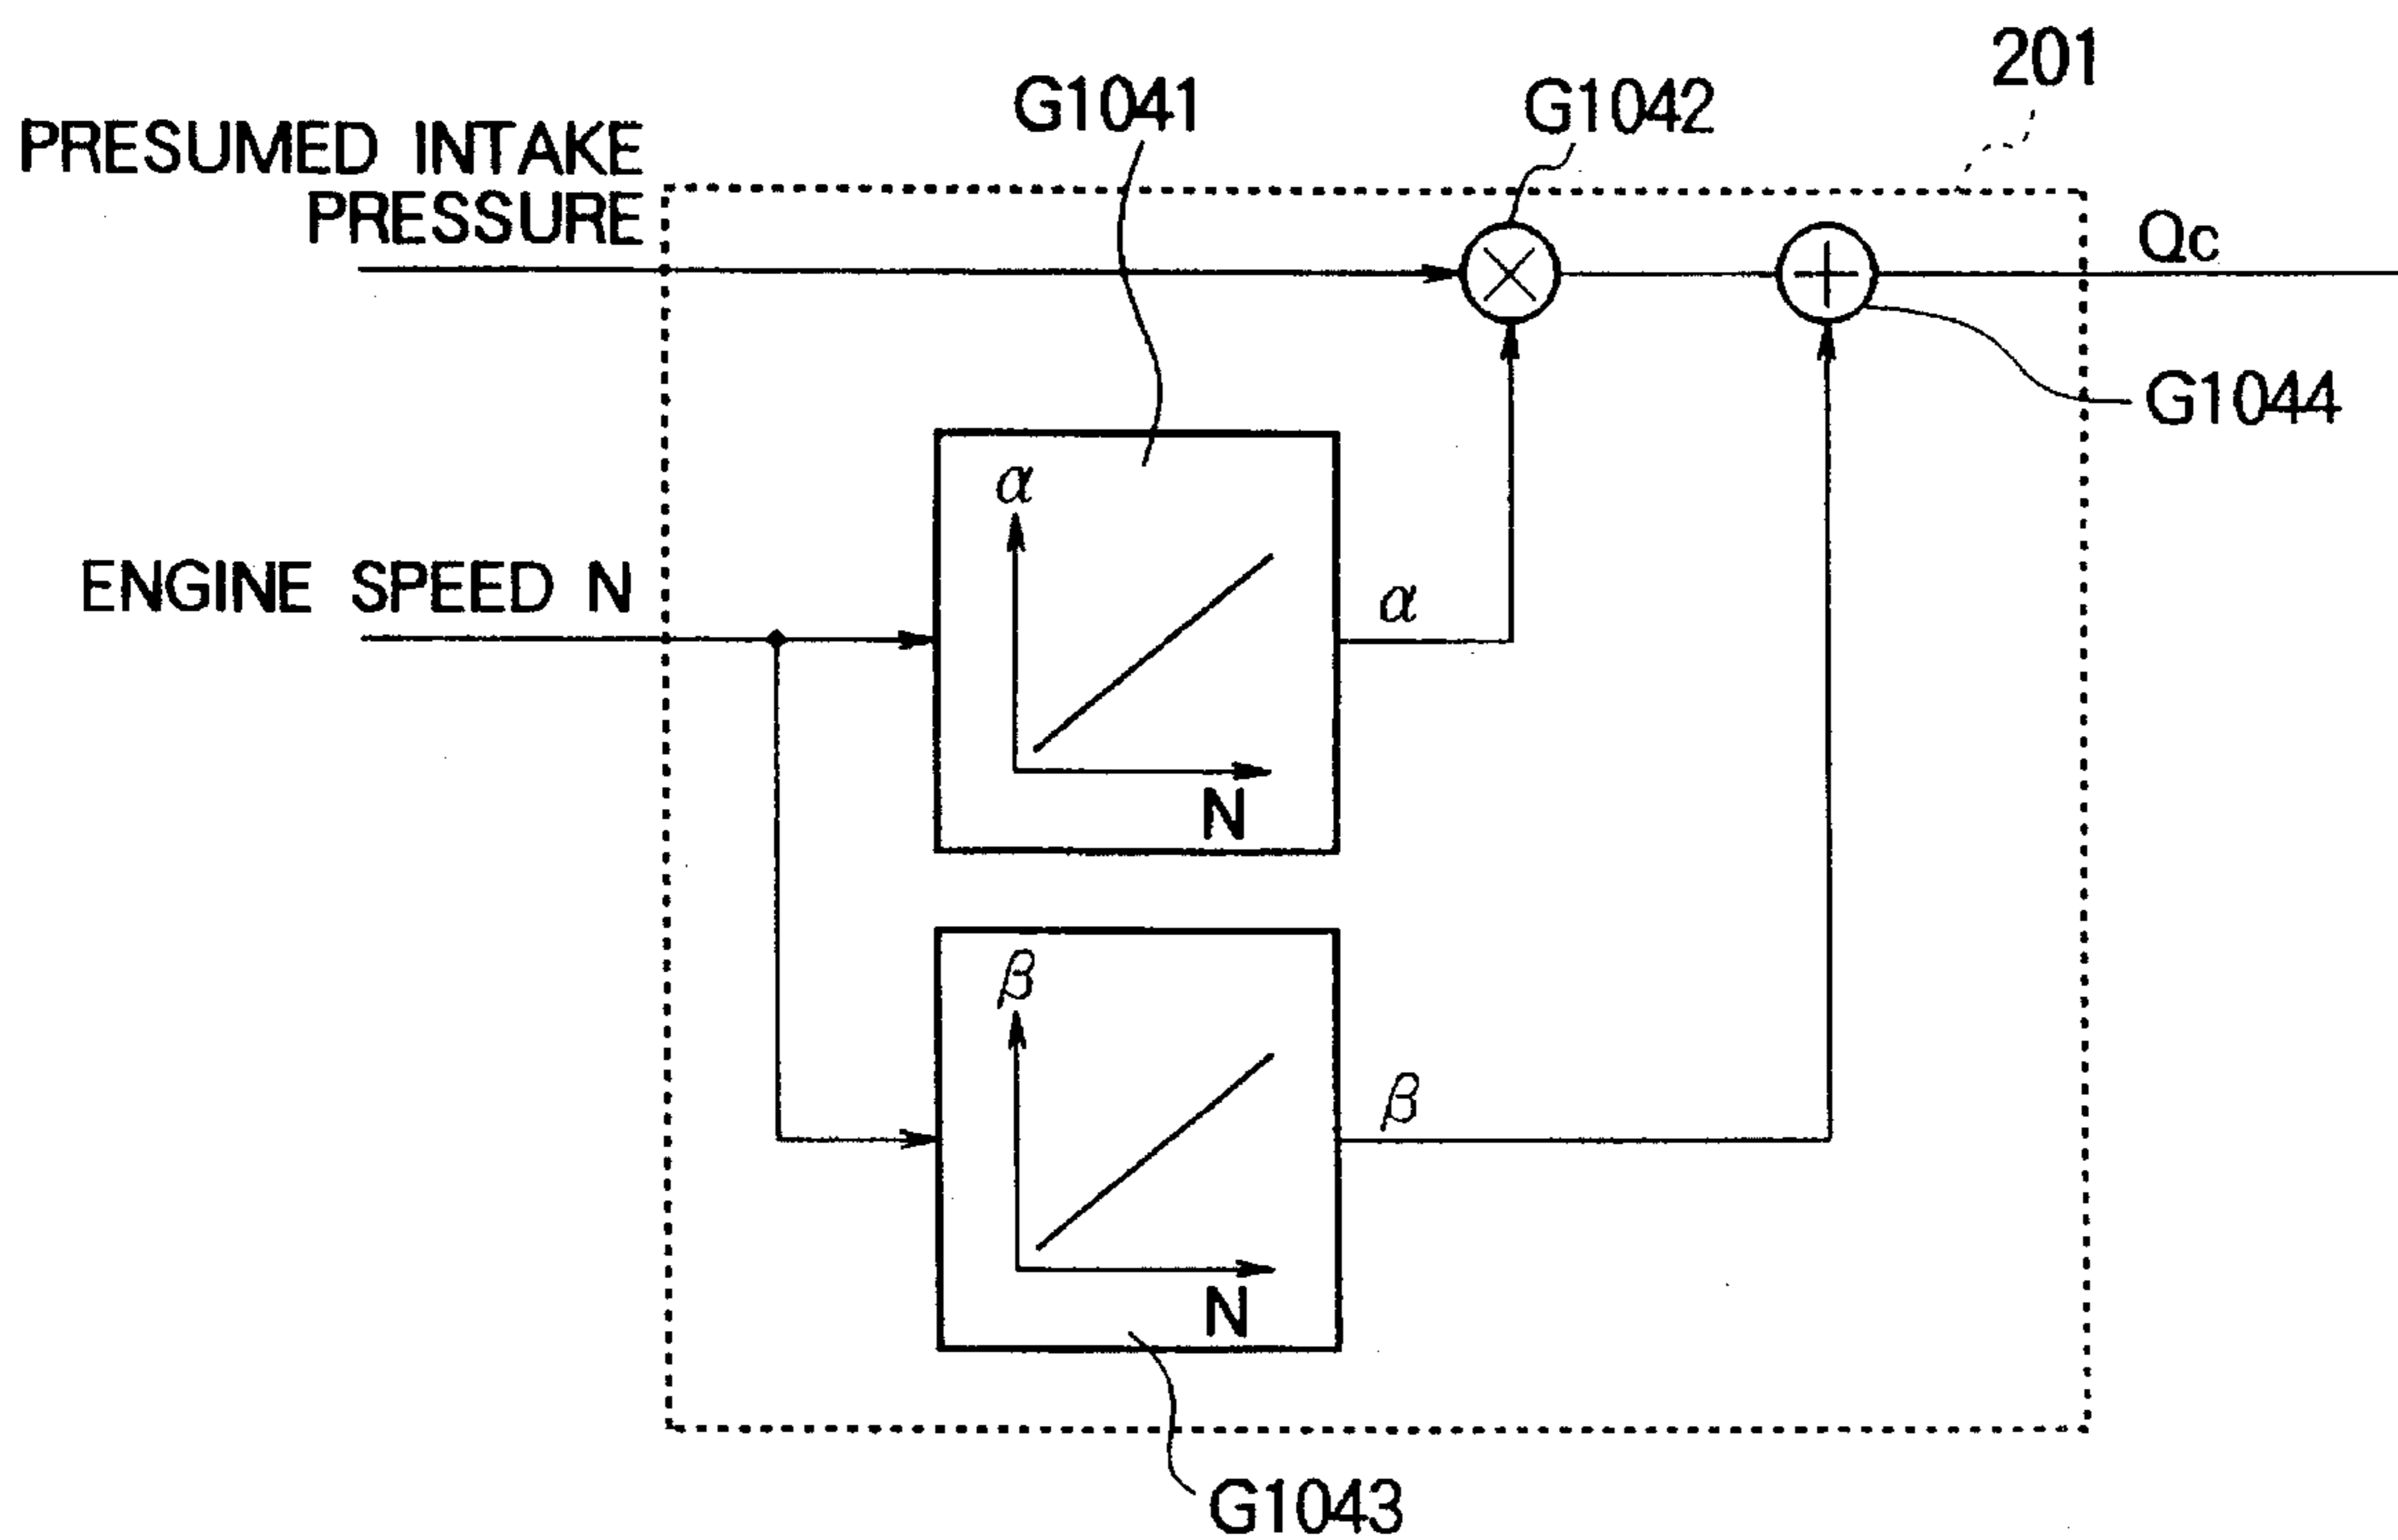 201
G1041
G1042
PRESUMED INTAKE
PRESSURE
Qc
G1044
α
ENGINE SPEED N
α
N
β
β
N
G1043